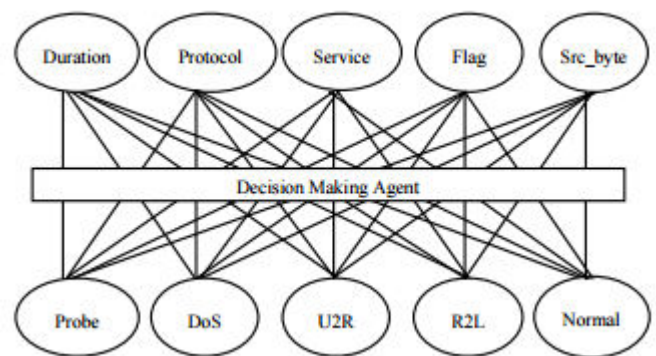 Duration Protocol Service Flag Src_byte
Decision Making Agent
Probe DoS U2R R2L Normal